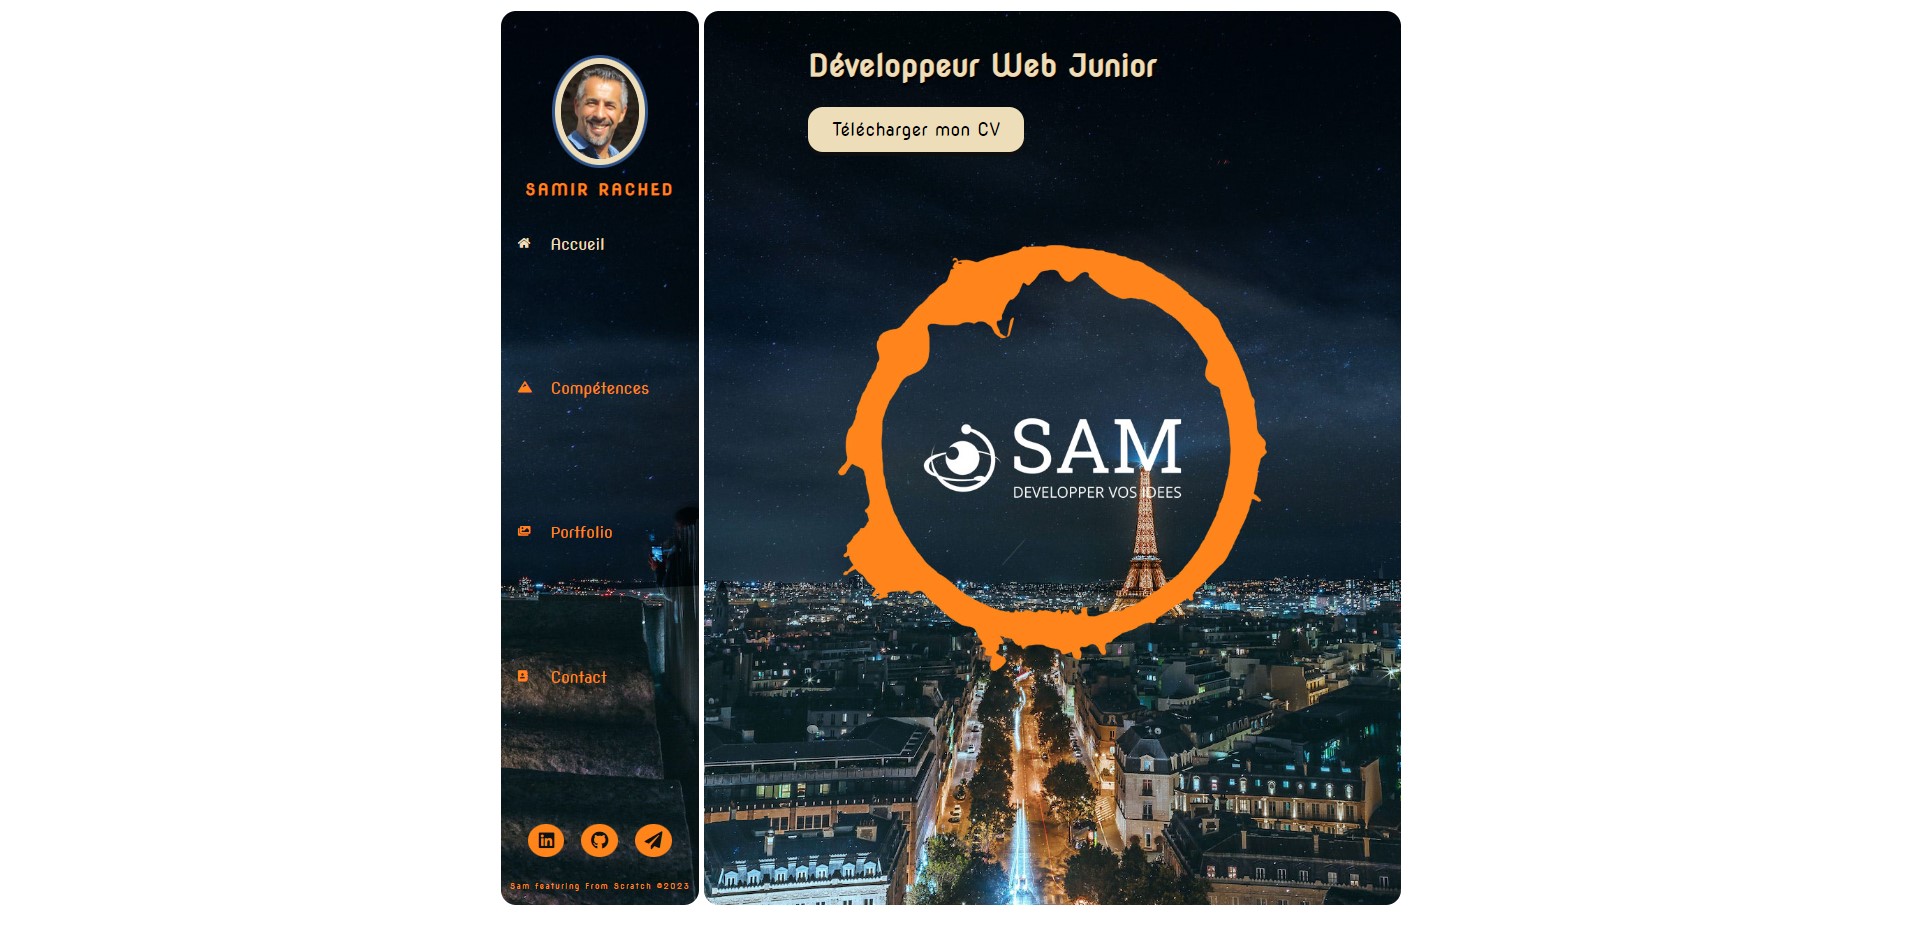 SAMIR RACHED
Accueil
Compétences
Portfolio
Contact
Sam featuring From Scratch ©2023
Développeur Web Junior
Télécharger mon CV
SAM
DEVELOPPER VOS IDEES